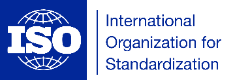 ISO
International
Organization for
Standardization